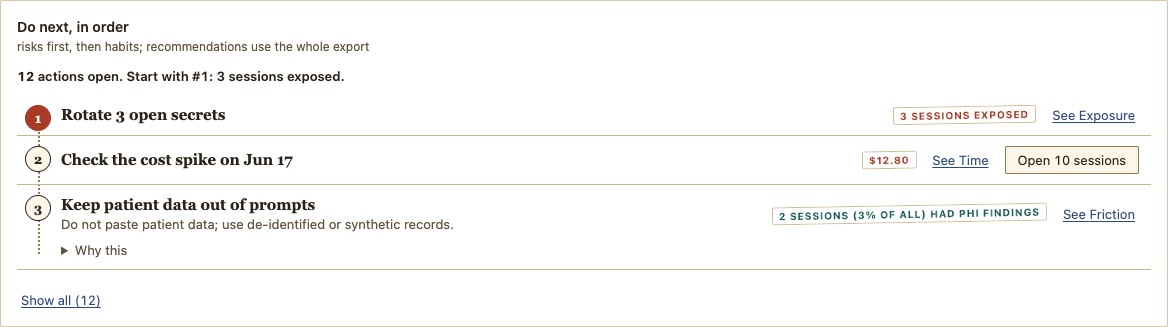 Do next, in order
risks first, then habits; recommendations use the whole export
12 actions open. Start with #1: 3 sessions exposed.
1 Rotate 3 open secrets 3 SESSIONS EXPOSED See Exposure
2 Check the cost spike on Jun 17 $12.80 See Time Open 10 sessions
3 Keep patient data out of prompts 2 SESSIONS (3% OF ALL) HAD PHI FINDINGS See Friction
Do not paste patient data; use de-identified or synthetic records.
Why this
Show all (12)